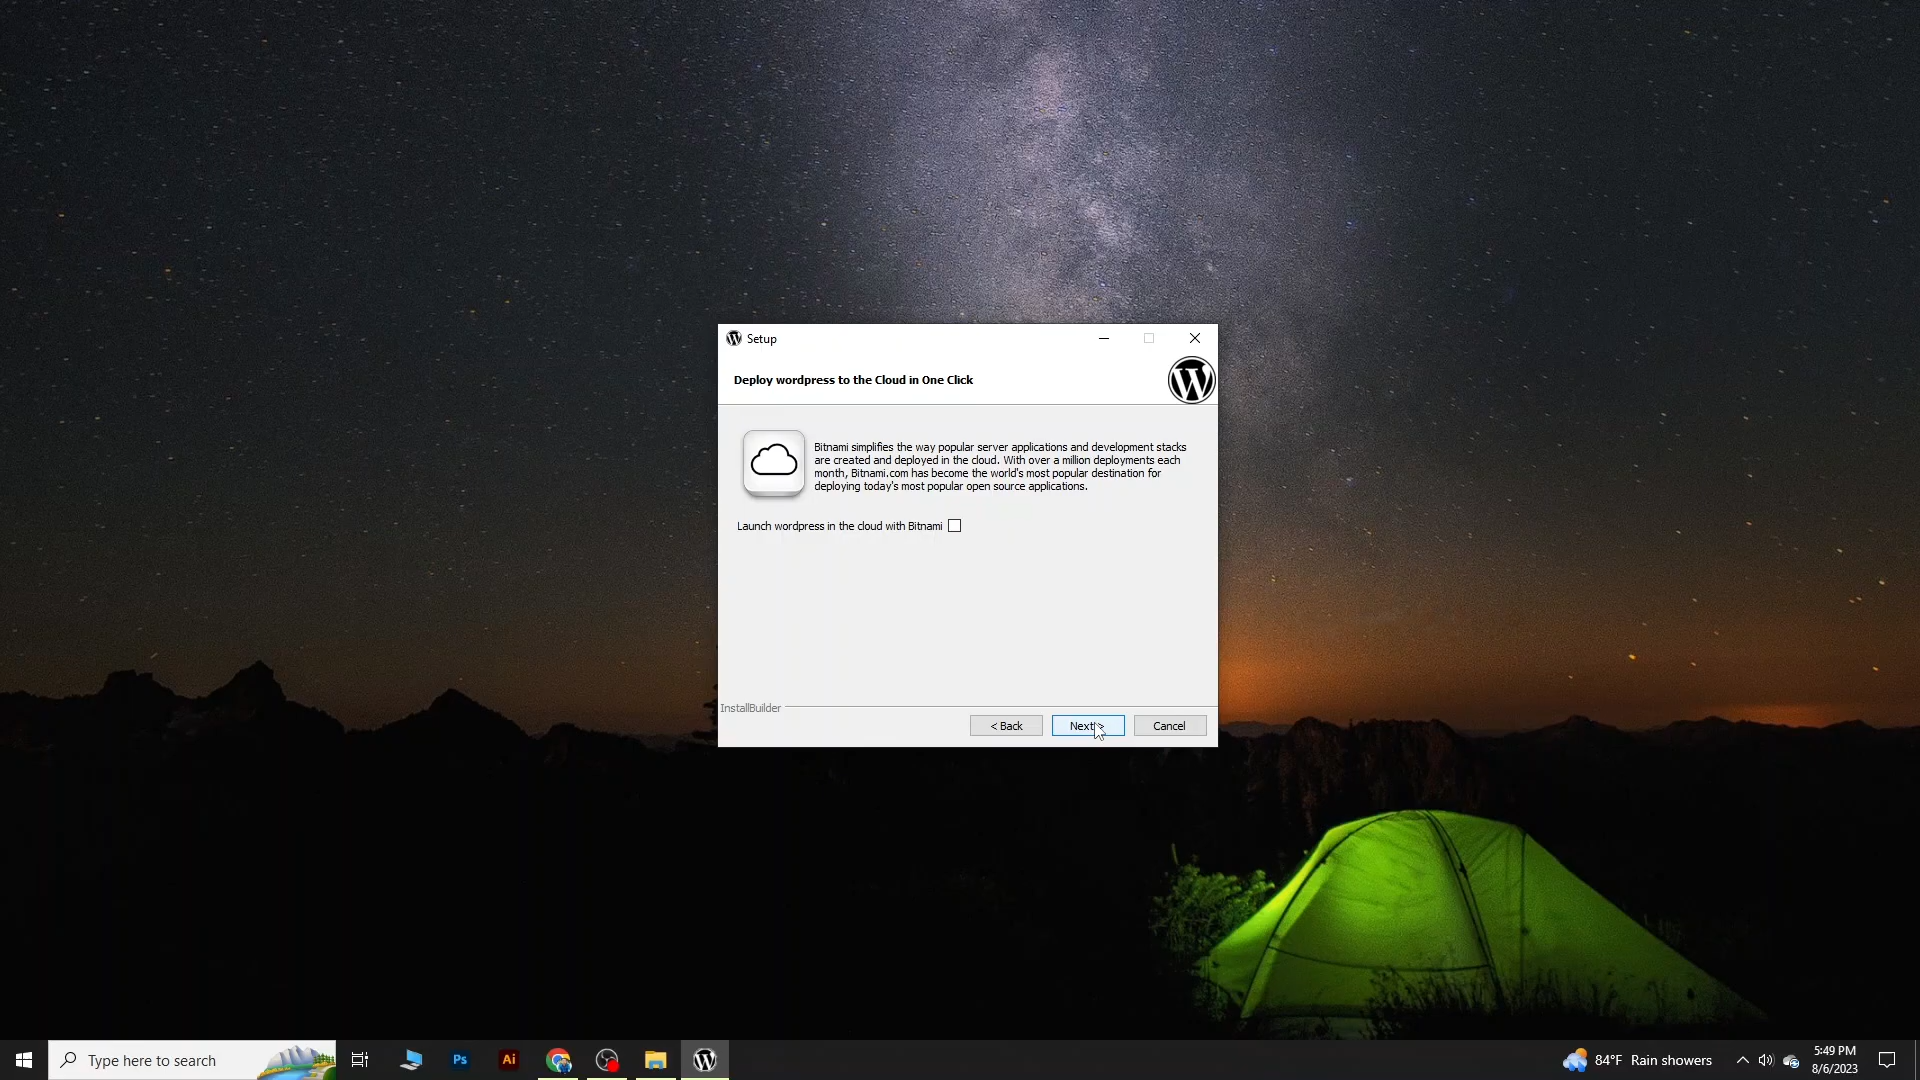 Setup
Deploy wordpress to the Cloud in One Click
Bitnami simplifies the way popular server applications and development stacks
are created and deployed in the cloud. With over a million deployments each
month, Bitnami.com has become the world's most popular destination for
deploying today's most popular open source applications.
Launch wordpress in the cloud with Bitnami
InstallBuilder
< Back
Next >
Cancel
Type here to search
Ps
Ai
84°F Rain showers
5:49 PM
8/6/2023